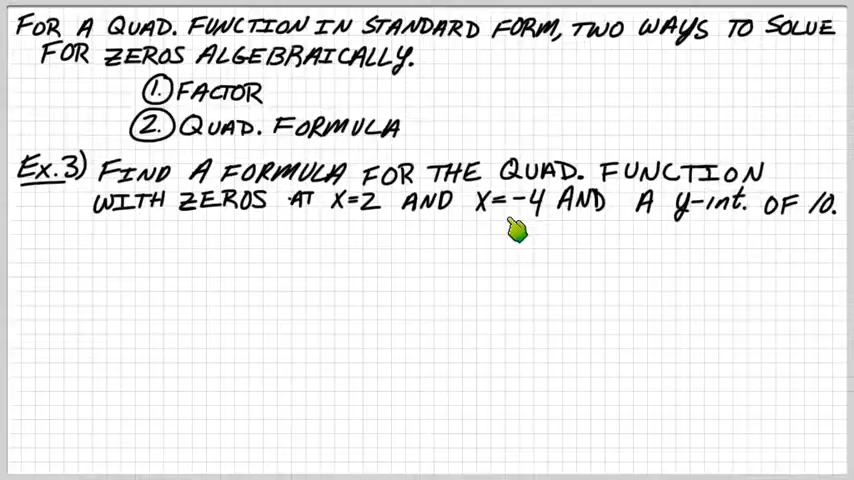 FOR A QUAD. FUNCTION IN STANDARD FORM, TWO WAYS TO SOLVE
FOR ZEROS ALGEBRAICALLY.
1. FACTOR
2. QUAD. FORMULA
Ex.3) FIND A FORMULA FOR THE QUAD. FUNCTION
WITH ZEROS AT X=2 AND X=-4 AND A y-int. OF 10.